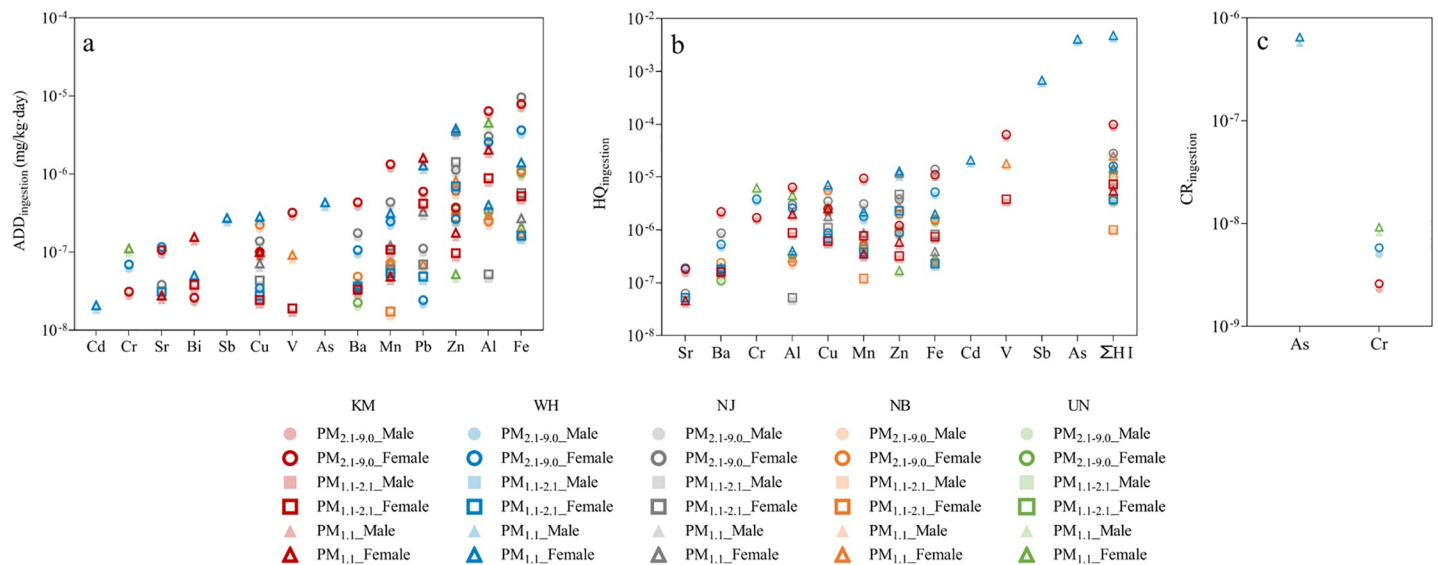 a
ADD_ingestion (mg/kg·day)
10^-4
10^-5
10^-6
10^-7
10^-8
Cd Cr Sr Bi Sb Cu V As Ba Mn Pb Zn Al Fe
b
HQ_ingestion
10^-2
10^-3
10^-4
10^-5
10^-6
10^-7
10^-8
Sr Ba Cr Al Cu Mn Zn Fe Cd V Sb As ΣHI
c
CR_ingestion
10^-6
10^-7
10^-8
10^-9
As Cr
KM WH NJ NB UN
PM2.1-9.0_Male PM2.1-9.0_Male PM2.1-9.0_Male PM2.1-9.0_Male PM2.1-9.0_Male
PM2.1-9.0_Female PM2.1-9.0_Female PM2.1-9.0_Female PM2.1-9.0_Female PM2.1-9.0_Female
PM1.1-2.1_Male PM1.1-2.1_Male PM1.1-2.1_Male PM1.1-2.1_Male PM1.1-2.1_Male
PM1.1-2.1_Female PM1.1-2.1_Female PM1.1-2.1_Female PM1.1-2.1_Female PM1.1-2.1_Female
PM1.1_Male PM1.1_Male PM1.1_Male PM1.1_Male PM1.1_Male
PM1.1_Female PM1.1_Female PM1.1_Female PM1.1_Female PM1.1_Female